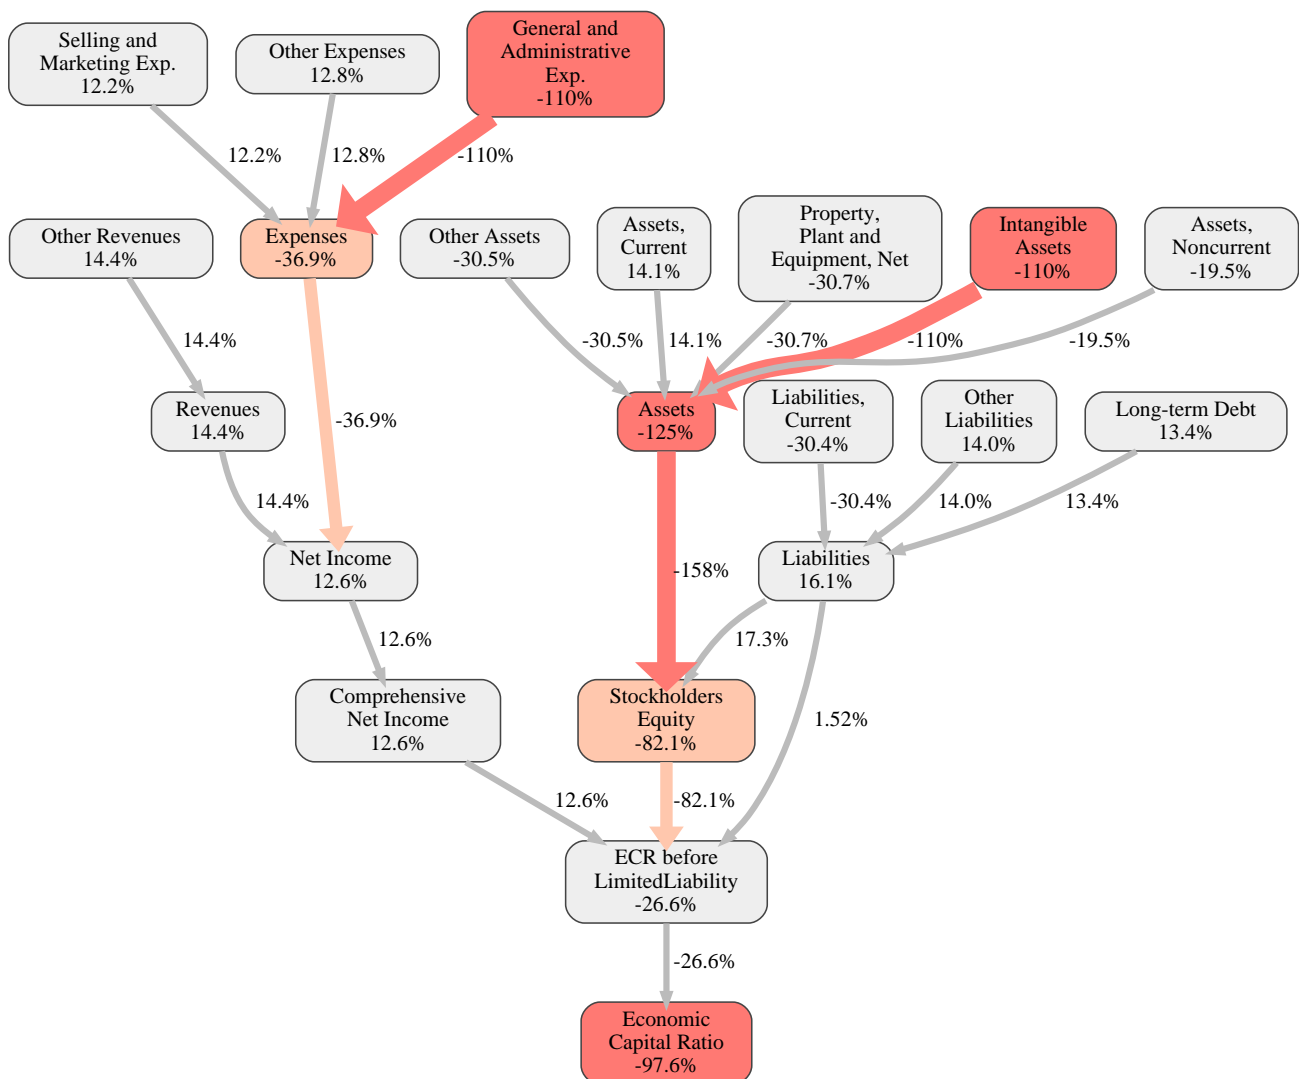 Selling and
Marketing Exp.
12.2%
Other Expenses
12.8%
General and
Administrative
Exp.
-110%
12.2%
12.8%
-110%
Other Revenues
14.4%
Expenses
-36.9%
Other Assets
-30.5%
Assets,
Current
14.1%
Property,
Plant and
Equipment, Net
-30.7%
Intangible
Assets
-110%
Assets,
Noncurrent
-19.5%
14.4%
-30.5%
14.1%
-30.7%
-110%
-19.5%
Revenues
14.4%
-36.9%
Assets
-125%
Liabilities,
Current
-30.4%
Other
Liabilities
14.0%
Long-term Debt
13.4%
14.4%
-30.4%
14.0%
13.4%
Net Income
12.6%
-158%
Liabilities
16.1%
12.6%
17.3%
Comprehensive
Net Income
12.6%
Stockholders
Equity
-82.1%
1.52%
12.6%
-82.1%
ECR before
LimitedLiability
-26.6%
-26.6%
Economic
Capital Ratio
-97.6%